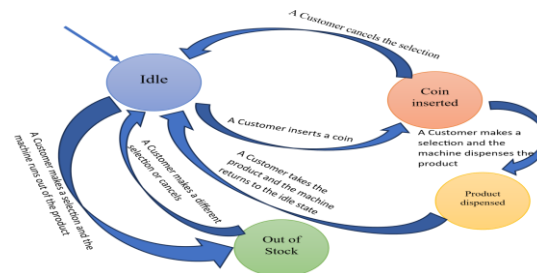 A Customer cancels the selection
Idle
Coin
inserted
A Customer inserts a coin
A Customer makes a
selection and the
machine dispenses the
product
A Customer makes a selection and the
machine runs out of the product
A Customer makes a different
selection or cancels
A Customer takes the
product and the machine
returns to the idle state
Product
dispensed
Out of
Stock